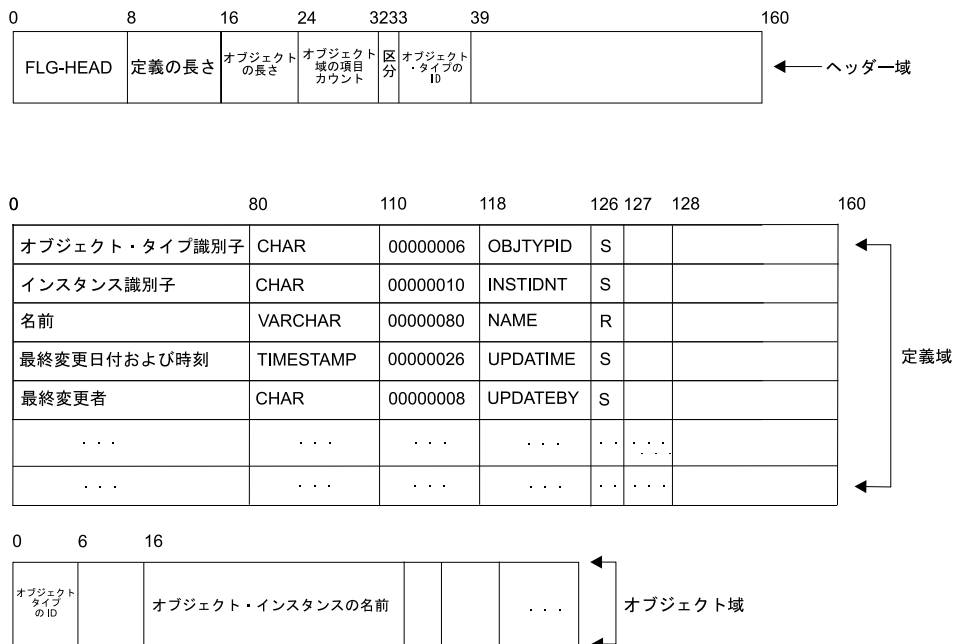 0 8 16 24 3233 39 160
FLG-HEAD
定義の長さ
オブジェクト
の長さ
オブジェクト
域の項目
カウント
区
分
オブジェクト
・タイプの
ID
ヘッダー域
0 80 110 118 126 127 128 160
オブジェクト・タイプ識別子 CHAR 00000006 OBJTYPID S
インスタンス識別子 CHAR 00000010 INSTIDNT S
名前 VARCHAR 00000080 NAME R
最終変更日付および時刻 TIMESTAMP 00000026 UPDATIME S
最終変更者 CHAR 00000008 UPDATEBY S
・・・ ・・・ ・・・ ・・・ ・・ ・・・
・・・ ・・・ ・・・ ・・・ ・・ ・・・
定義域
0 6 16
オブジェクト
タイプ
の ID
オブジェクト・インスタンスの名前
・・・
オブジェクト域